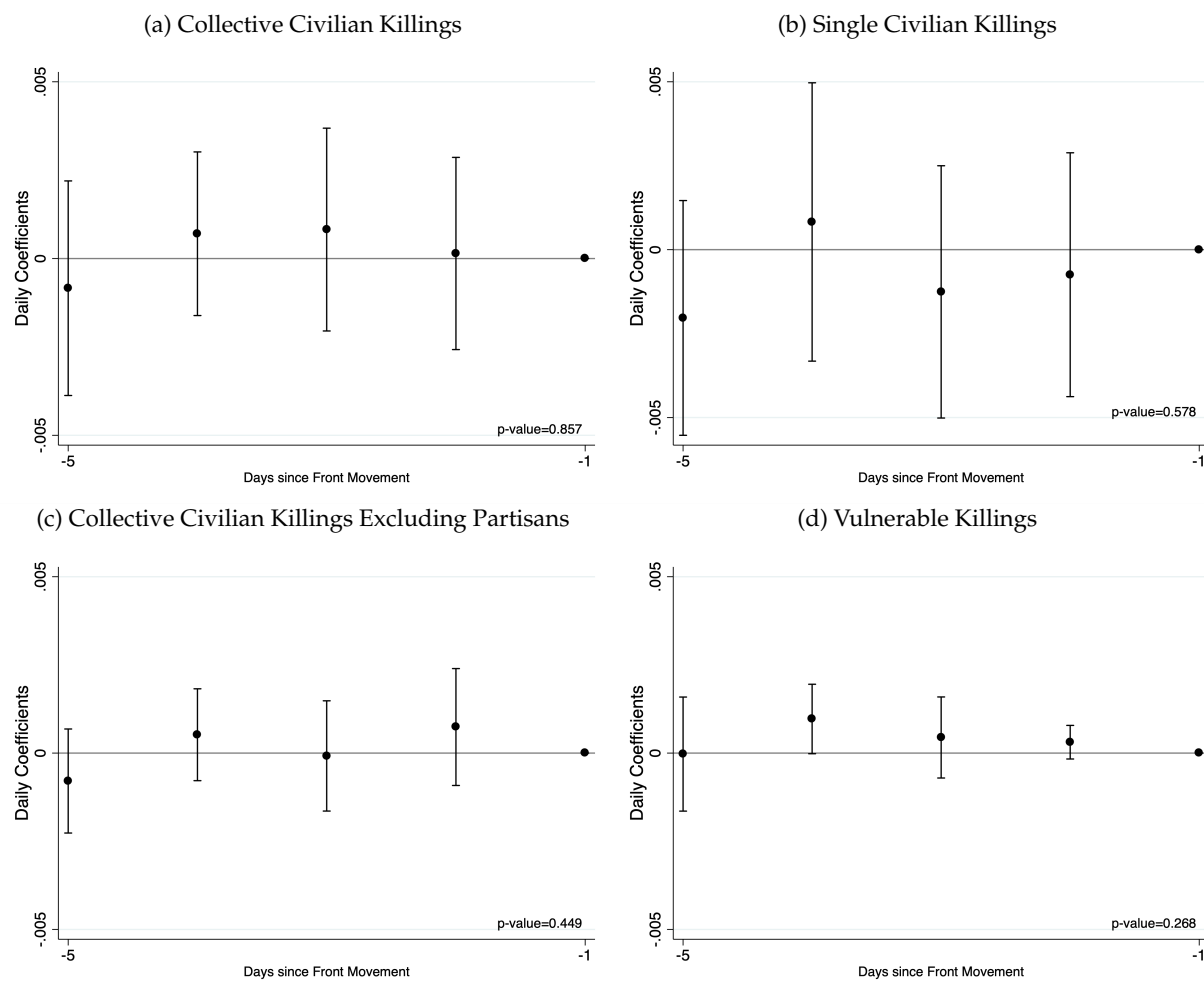 (a) Collective Civilian Killings
.005
0
-.005
Daily Coefficients
p-value=0.857
-5
-1
Days since Front Movement
(b) Single Civilian Killings
.005
0
-.005
Daily Coefficients
p-value=0.578
-5
-1
Days since Front Movement
(c) Collective Civilian Killings Excluding Partisans
.005
0
-.005
Daily Coefficients
p-value=0.449
-5
-1
Days since Front Movement
(d) Vulnerable Killings
.005
0
-.005
Daily Coefficients
p-value=0.268
-5
-1
Days since Front Movement